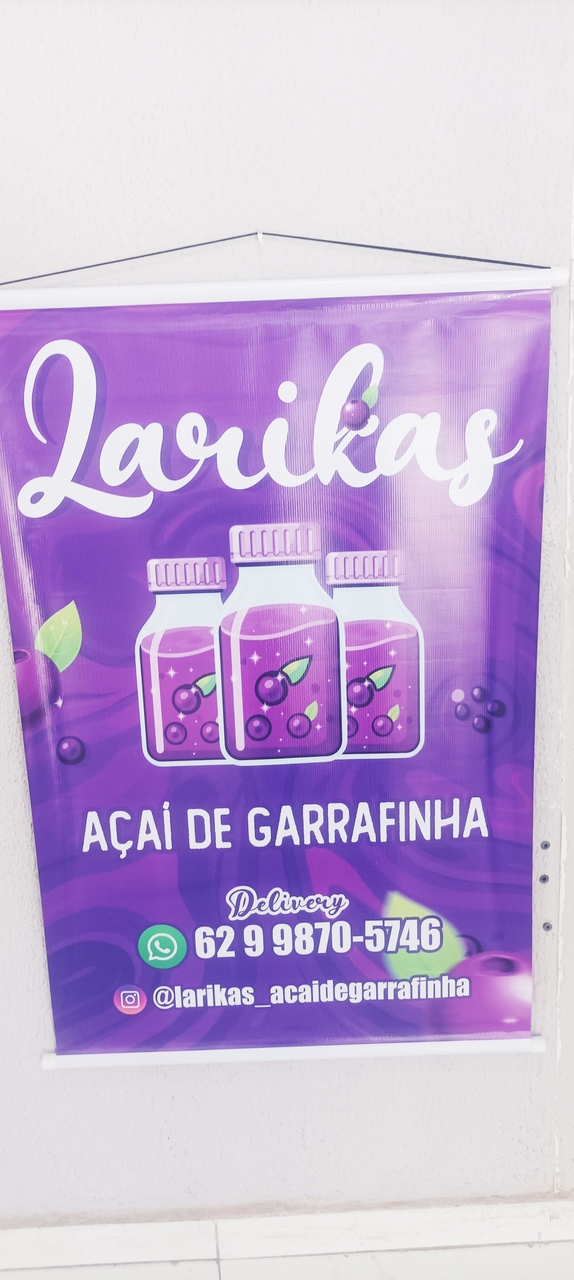 Larikas
AÇAÍ DE GARRAFINHA
Delivery
62 9 9870-5746
@larikas_acaidegarrafinha